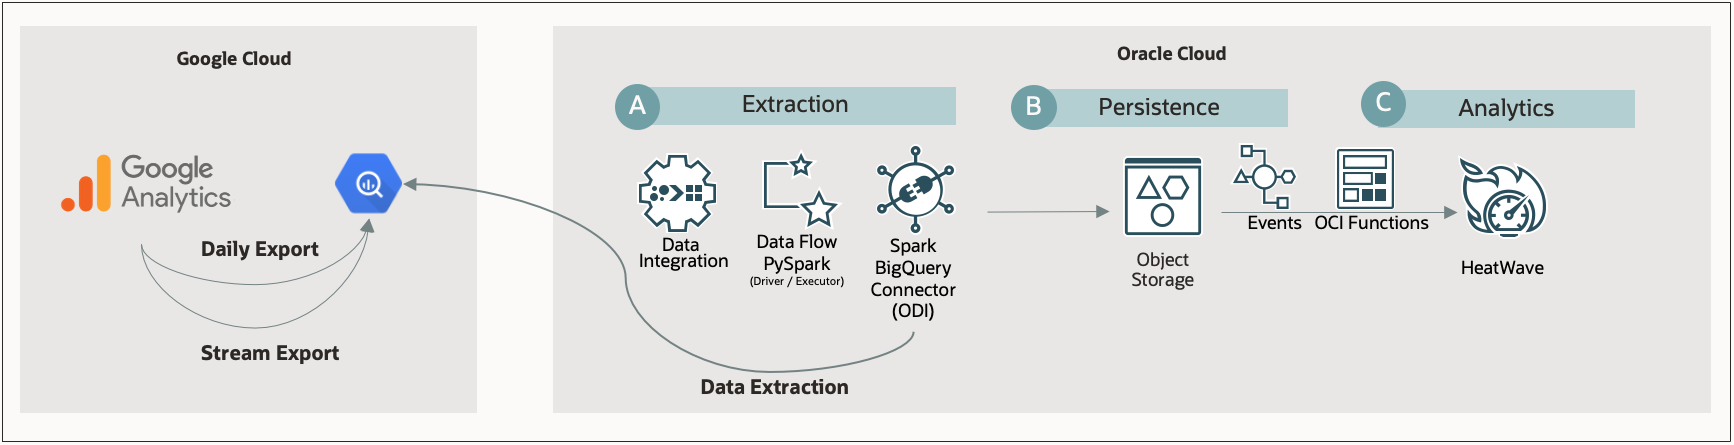 Google Cloud
Google
Analytics
Daily Export
Stream Export
Oracle Cloud
A
Extraction
Data
Integration
Data Flow
PySpark
(Driver / Executor)
Spark
BigQuery
Connector
(ODI)
Data Extraction
B
Persistence
Object
Storage
Events
OCI Functions
C
Analytics
HeatWave